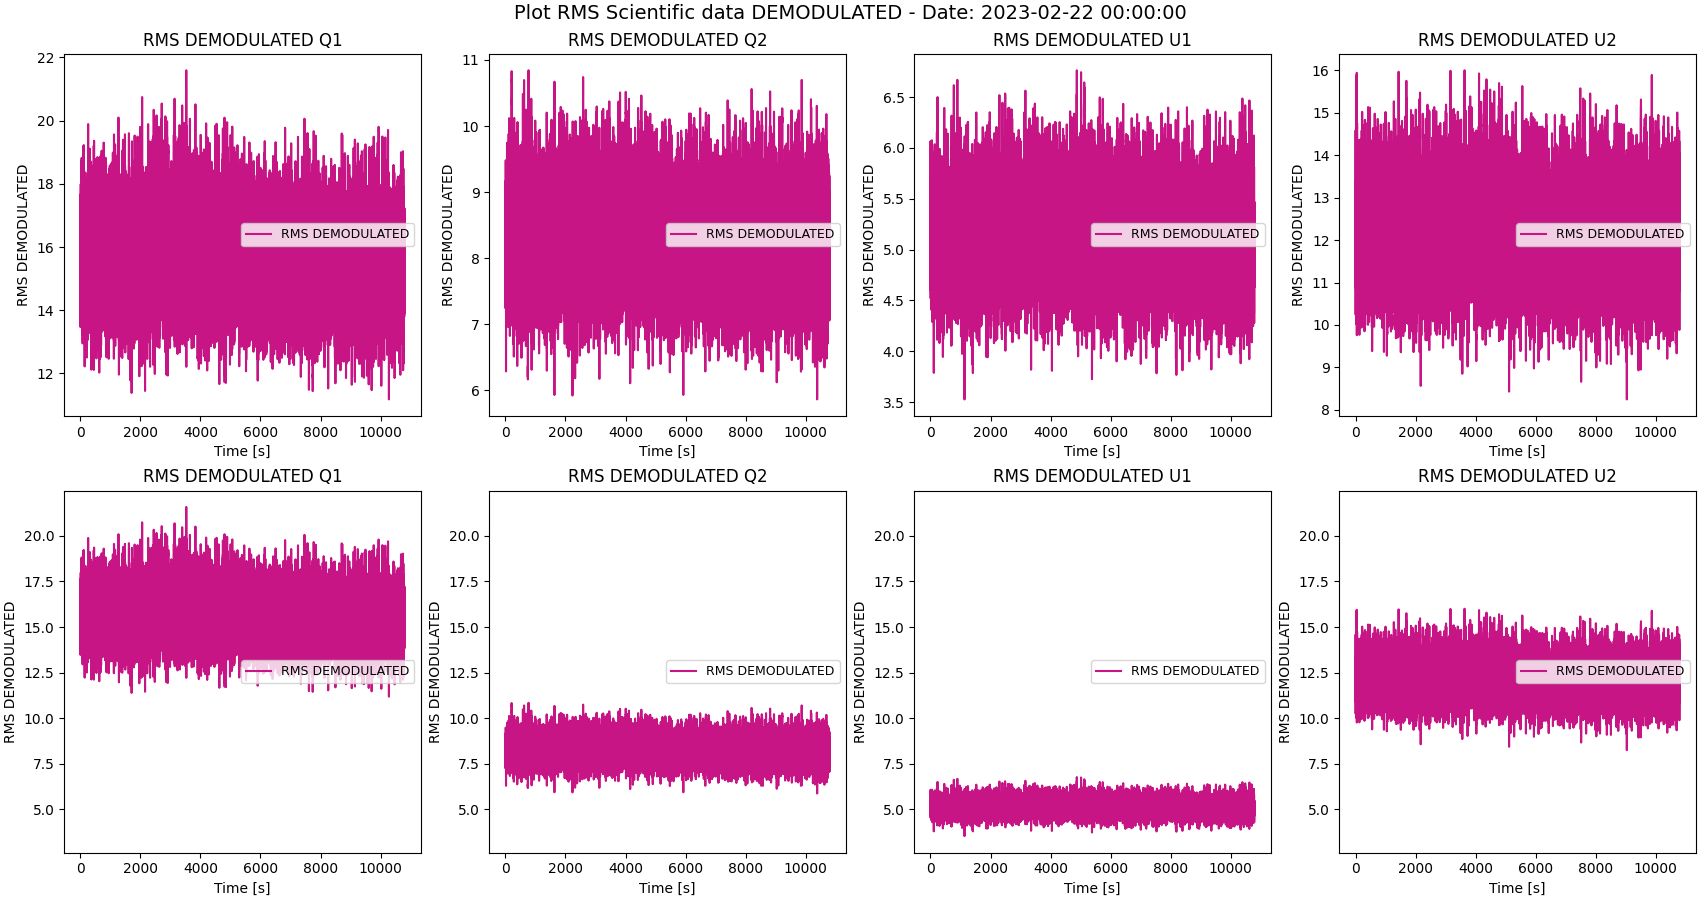 Plot RMS Scientific data DEMODULATED - Date: 2023-02-22 00:00:00
RMS DEMODULATED Q1
RMS DEMODULATED
22
20
18
16
14
12
RMS DEMODULATED
0 2000 4000 6000 8000 10000
Time [s]
RMS DEMODULATED Q2
RMS DEMODULATED
11
10
9
8
7
6
RMS DEMODULATED
0 2000 4000 6000 8000 10000
Time [s]
RMS DEMODULATED U1
RMS DEMODULATED
6.5
6.0
5.5
5.0
4.5
4.0
3.5
RMS DEMODULATED
0 2000 4000 6000 8000 10000
Time [s]
RMS DEMODULATED U2
RMS DEMODULATED
16
15
14
13
12
11
10
9
8
RMS DEMODULATED
0 2000 4000 6000 8000 10000
Time [s]
RMS DEMODULATED Q1
RMS DEMODULATED
20.0
17.5
15.0
12.5
10.0
7.5
5.0
RMS DEMODULATED
0 2000 4000 6000 8000 10000
Time [s]
RMS DEMODULATED Q2
RMS DEMODULATED
20.0
17.5
15.0
12.5
10.0
7.5
5.0
RMS DEMODULATED
0 2000 4000 6000 8000 10000
Time [s]
RMS DEMODULATED U1
RMS DEMODULATED
20.0
17.5
15.0
12.5
10.0
7.5
5.0
RMS DEMODULATED
0 2000 4000 6000 8000 10000
Time [s]
RMS DEMODULATED U2
RMS DEMODULATED
20.0
17.5
15.0
12.5
10.0
7.5
5.0
RMS DEMODULATED
0 2000 4000 6000 8000 10000
Time [s]